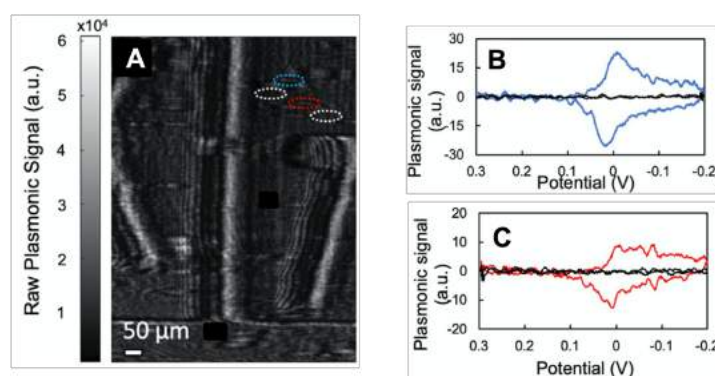 x10⁴
6
5
4
3
2
1
Raw Plasmonic Signal (a.u.)
A
50 μm
B
Plasmonic signal
(a.u.)
30
15
0
-15
-30
0.3 0.2 0.1 0 -0.1 -0.2
Potential (V)
C
Plasmonic signal
(a.u.)
20
10
0
-10
-20
0.3 0.2 0.1 0 -0.1 -0.2
Potential (V)